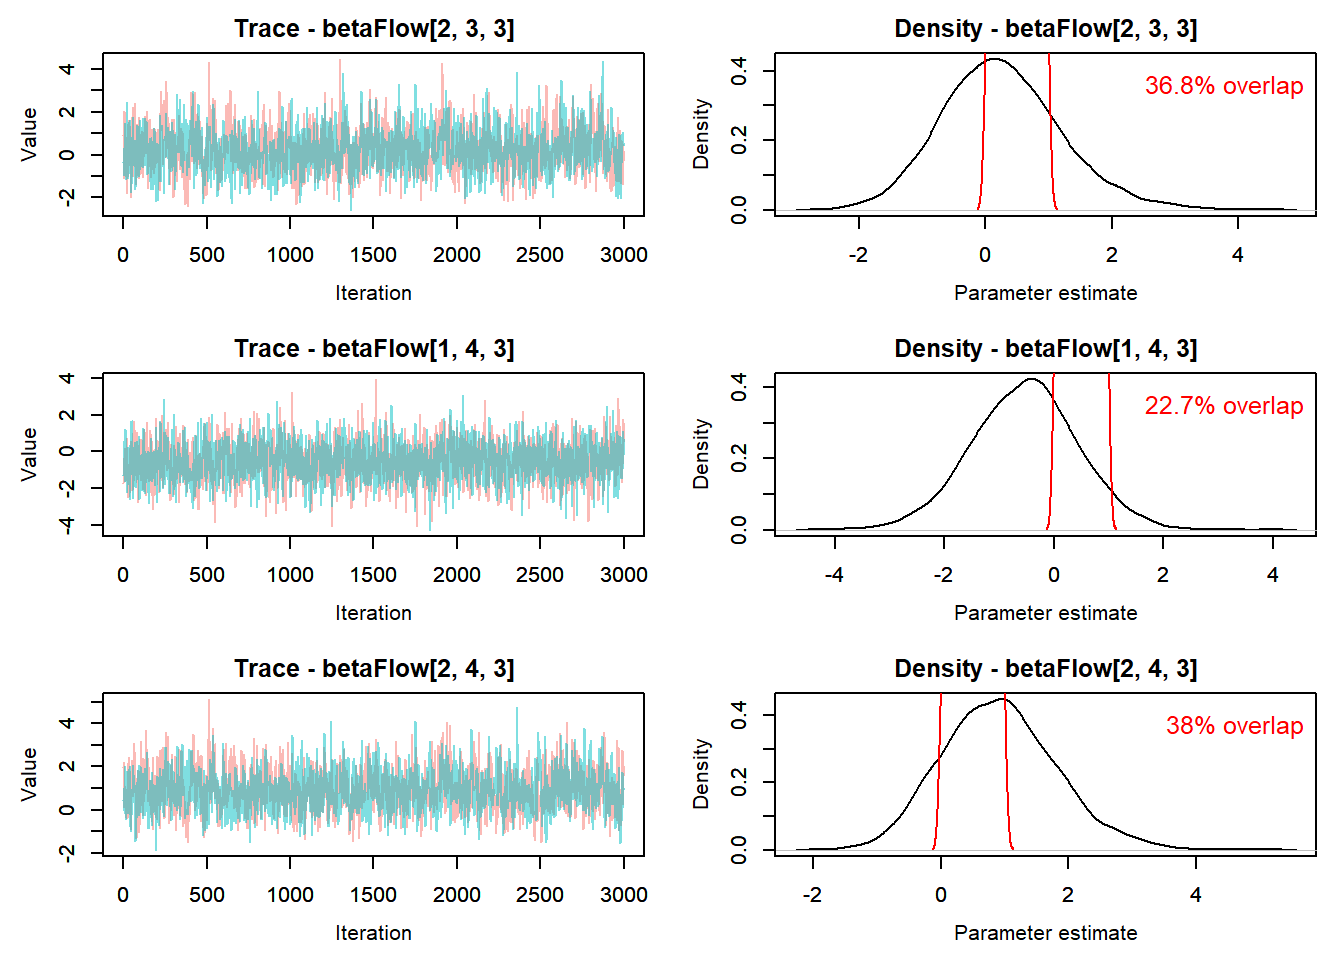 Trace - betaFlow[2, 3, 3]
Value
-2 0 2 4
0 500 1000 1500 2000 2500 3000
Iteration
Density - betaFlow[2, 3, 3]
36.8% overlap
Density
0.0 0.2 0.4
-2 0 2 4
Parameter estimate
Trace - betaFlow[1, 4, 3]
Value
-4 -2 0 2 4
0 500 1000 1500 2000 2500 3000
Iteration
Density - betaFlow[1, 4, 3]
22.7% overlap
Density
0.0 0.2 0.4
-4 -2 0 2 4
Parameter estimate
Trace - betaFlow[2, 4, 3]
Value
-2 0 2 4
0 500 1000 1500 2000 2500 3000
Iteration
Density - betaFlow[2, 4, 3]
38% overlap
Density
0.0 0.2 0.4
-2 0 2 4
Parameter estimate